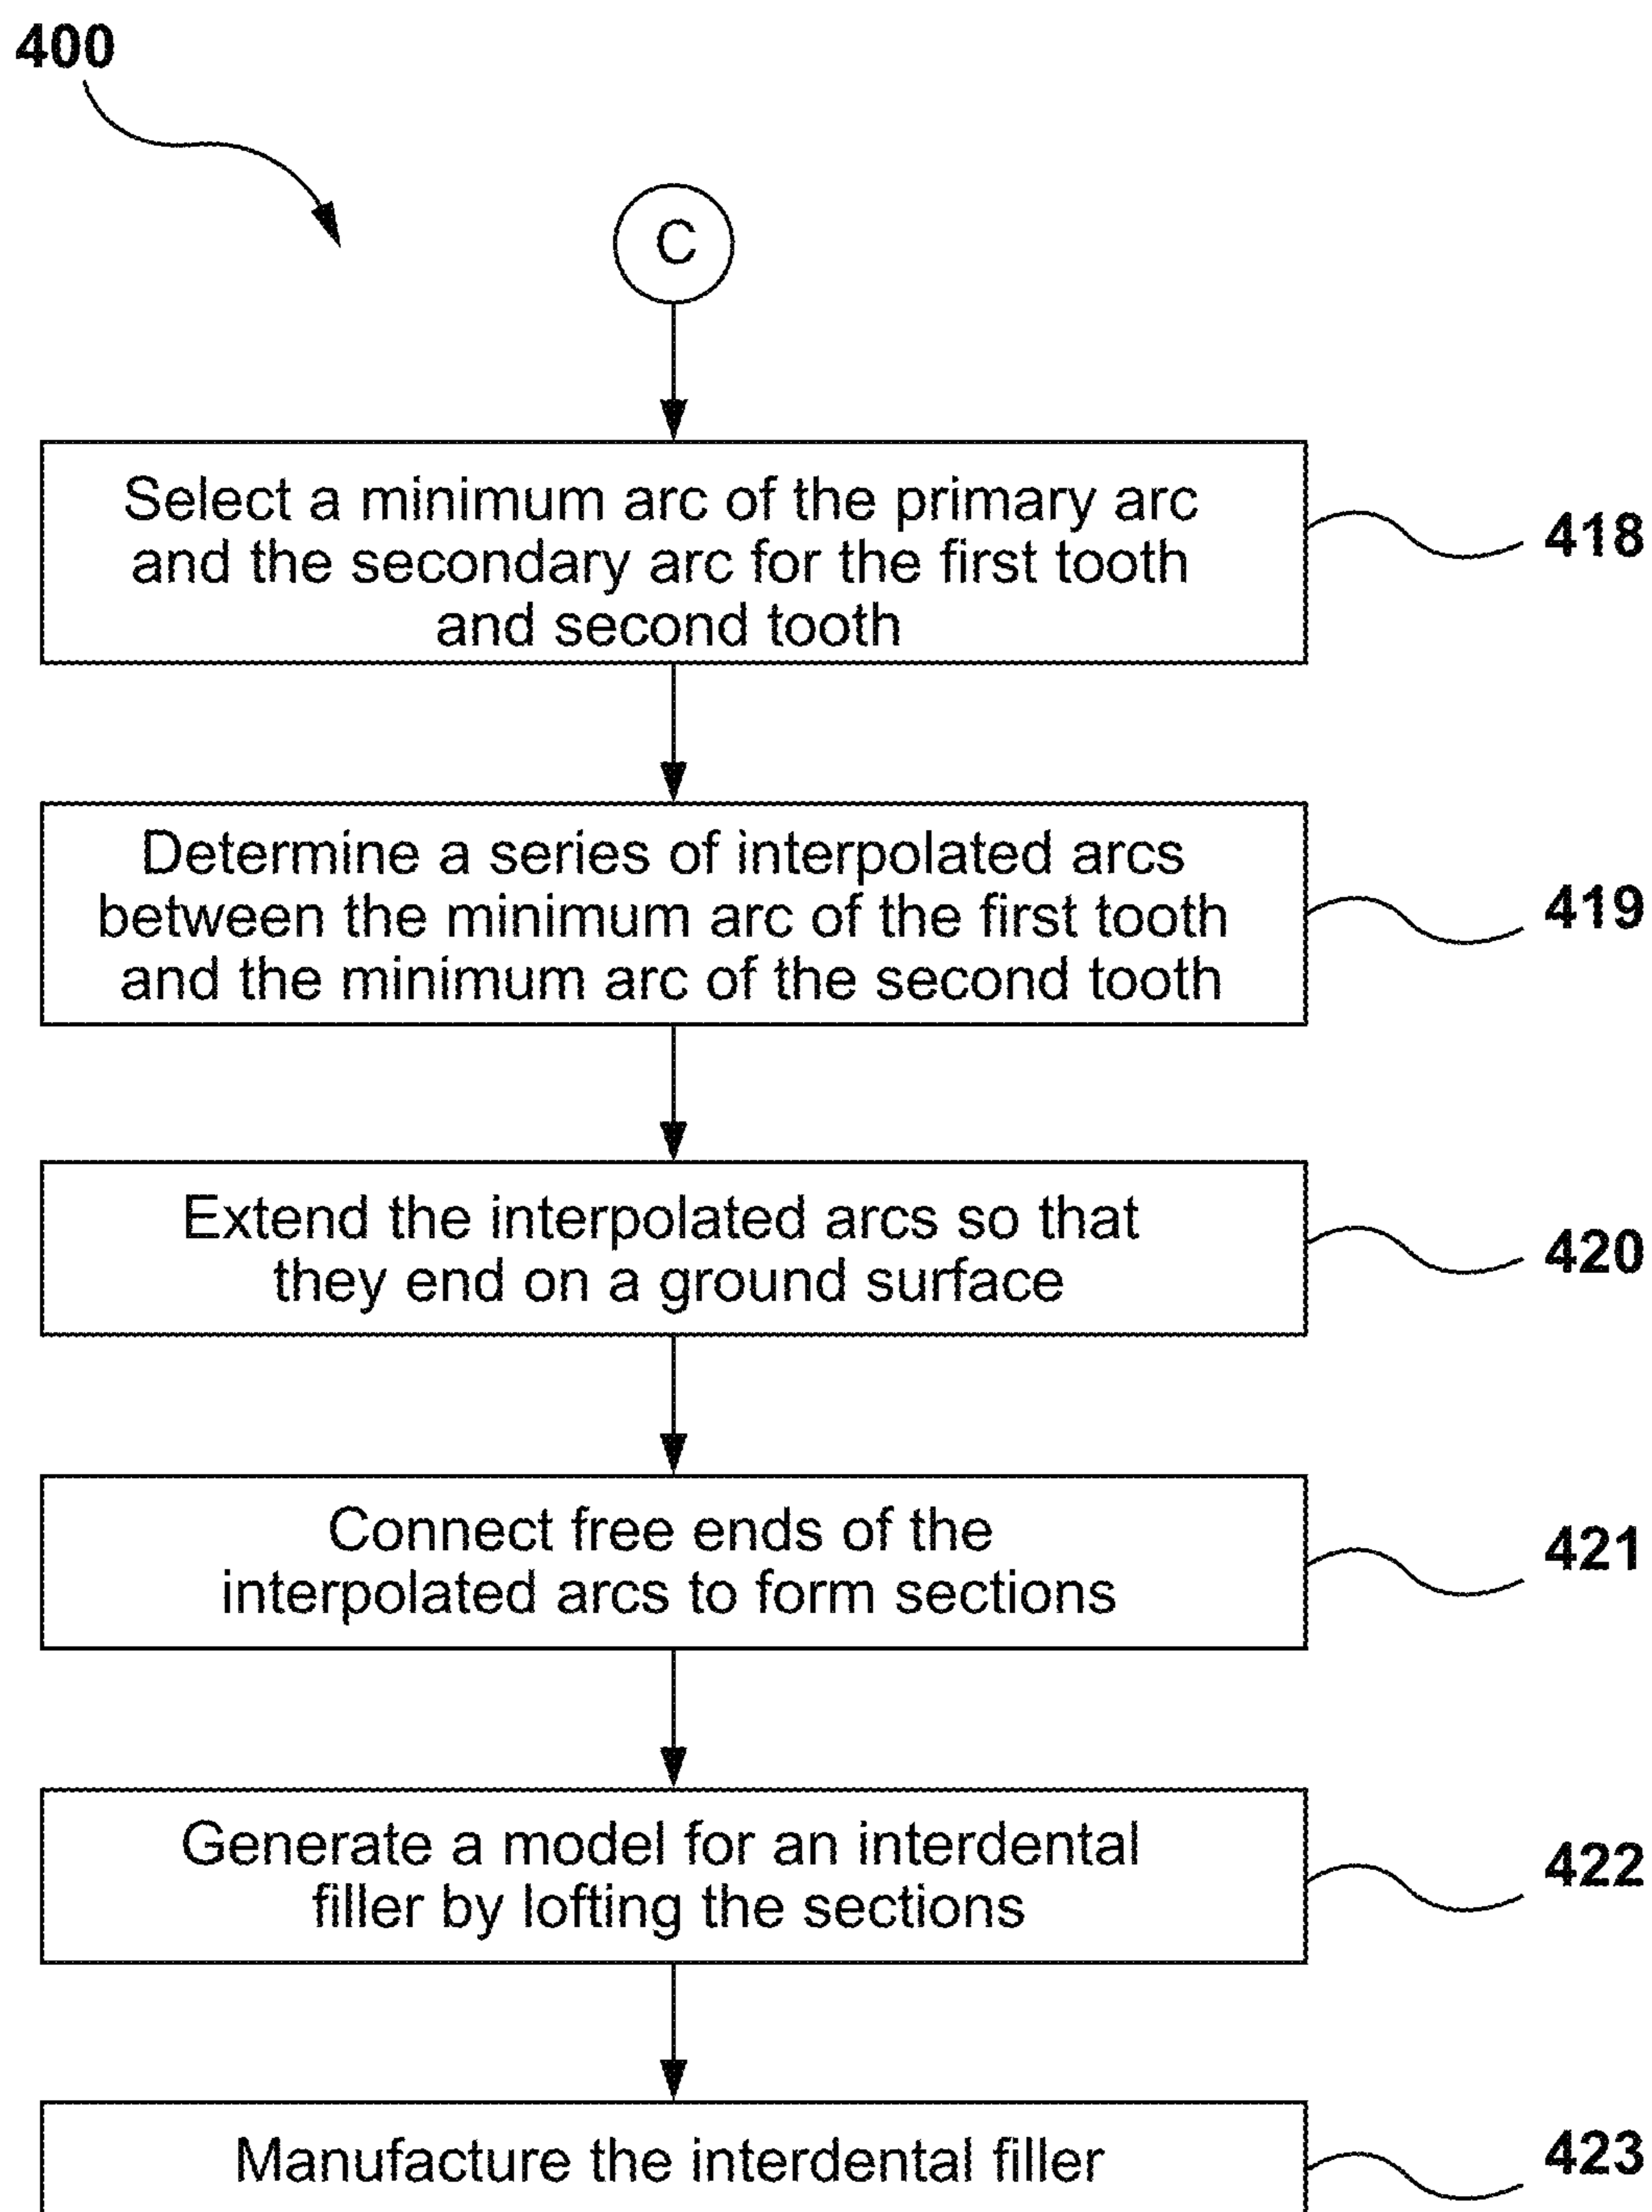 400
C
Select a minimum arc of the primary arc
and the secondary arc for the first tooth
and second tooth
418
Determine a series of interpolated arcs
between the minimum arc of the first tooth
and the minimum arc of the second tooth
419
Extend the interpolated arcs so that
they end on a ground surface
420
Connect free ends of the
interpolated arcs to form sections
421
Generate a model for an interdental
filler by lofting the sections
422
Manufacture the interdental filler
423